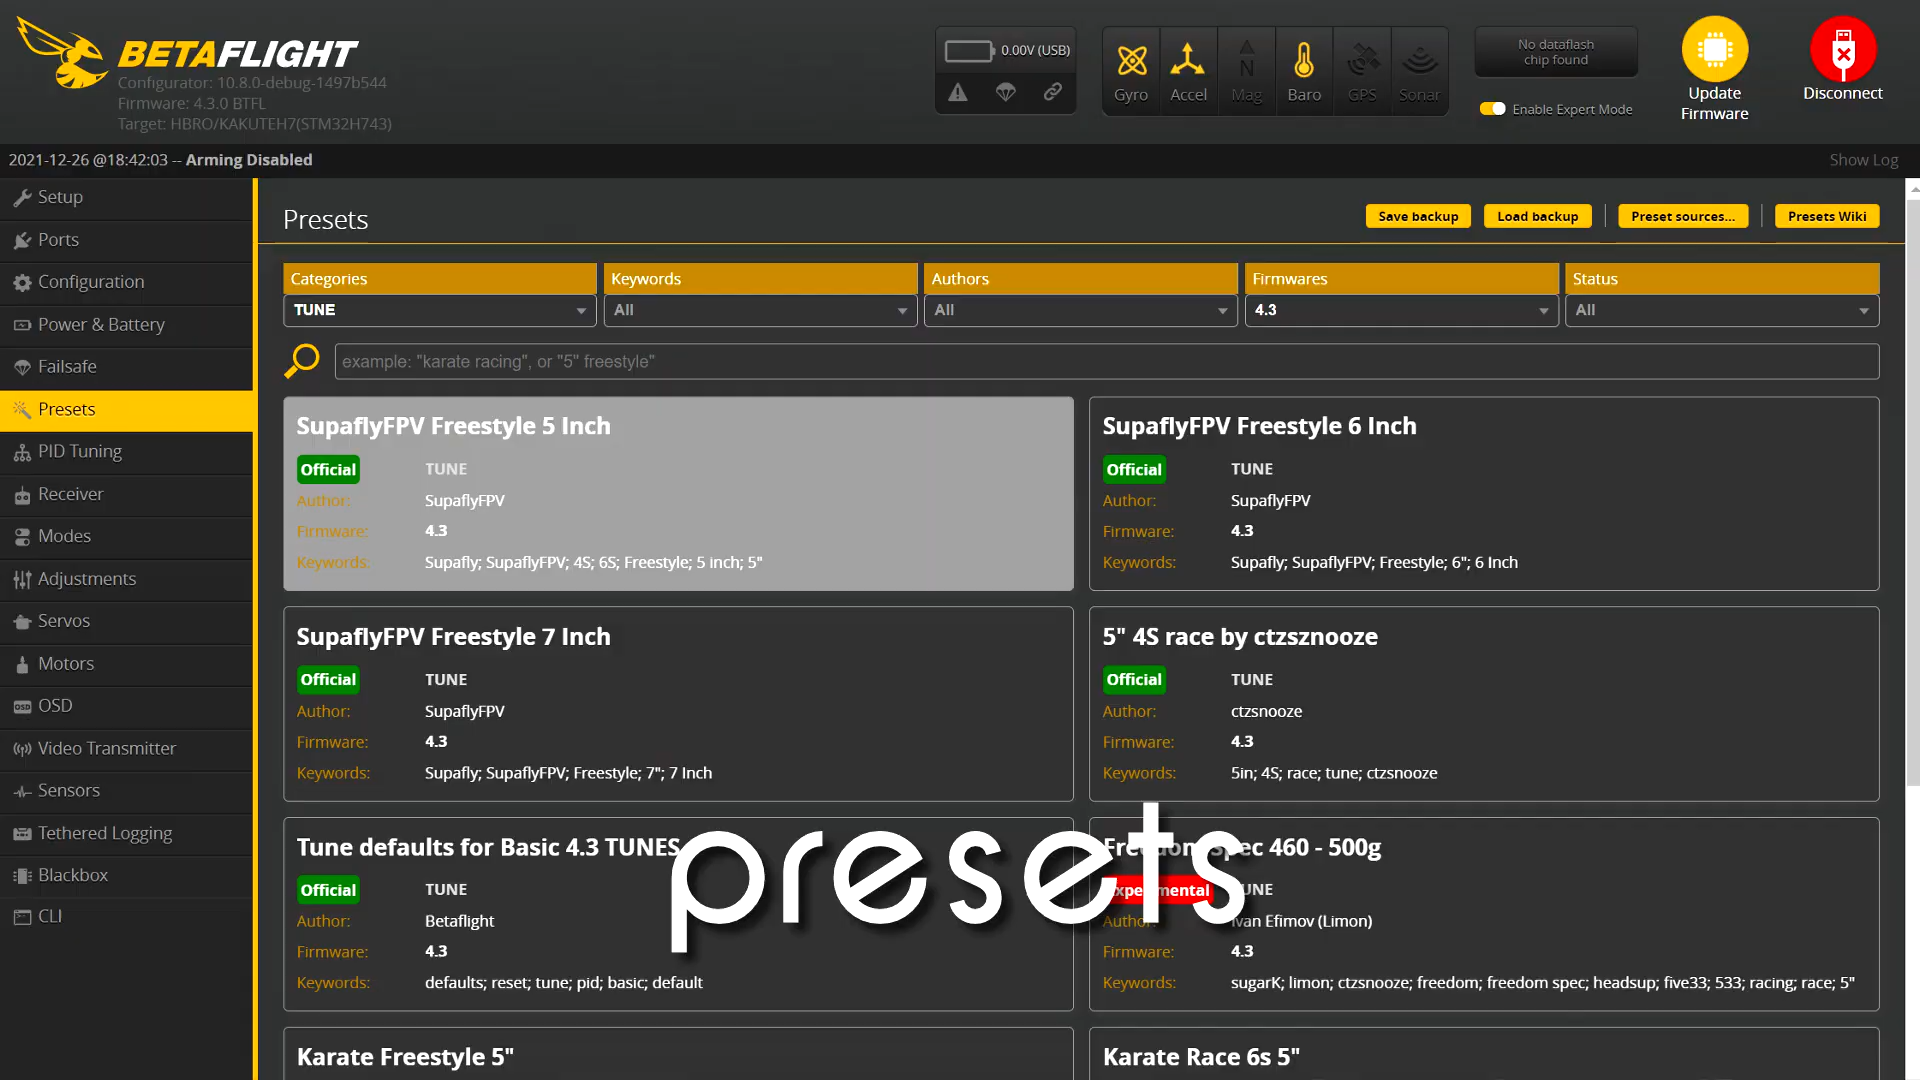 BETAFLIGHT
Configurator: 10.8.0-debug-1497b544
Firmware: 4.3.0 BTFL
Target: HBRO/KAKUTEH7(STM32H743)
0.00V (USB)
N
Gyro
Accel
Mag
Baro
GPS
Sonar
No dataflash
chip found
Enable Expert Mode
Update
Firmware
Disconnect
2021-12-26 @18:42:03 -- Arming Disabled
Show Log
Setup
Ports
Configuration
Power & Battery
Failsafe
Presets
PID Tuning
Receiver
Modes
Adjustments
Servos
Motors
OSD
Video Transmitter
Sensors
Tethered Logging
Blackbox
CLI
Presets
Save backup
Load backup
Preset sources...
Presets Wiki
Categories
Keywords
Authors
Firmwares
Status
TUNE
All
All
4.3
All
example: "karate racing", or "5" freestyle"
SupaflyFPV Freestyle 5 Inch
Official TUNE
Author: SupaflyFPV
Firmware: 4.3
Keywords: Supafly; SupaflyFPV; 4S; 6S; Freestyle; 5 inch; 5"
SupaflyFPV Freestyle 6 Inch
Official TUNE
Author: SupaflyFPV
Firmware: 4.3
Keywords: Supafly; SupaflyFPV; Freestyle; 6"; 6 Inch
SupaflyFPV Freestyle 7 Inch
Official TUNE
Author: SupaflyFPV
Firmware: 4.3
Keywords: Supafly; SupaflyFPV; Freestyle; 7"; 7 Inch
5" 4S race by ctzsznooze
Official TUNE
Author: ctzsnooze
Firmware: 4.3
Keywords: 5in; 4S; race; tune; ctzsnooze
Tune defaults for Basic 4.3 TUNES
Official TUNE
Author: Betaflight
Firmware: 4.3
Keywords: defaults; reset; tune; pid; basic; default
Freedom Spec 460 - 500g
Experimental TUNE
Author: Ivan Efimov (Limon)
Firmware: 4.3
Keywords: sugarK; limon; ctzsnooze; freedom; freedom spec; headsup; five33; 533; racing; race; 5"
presets
Karate Freestyle 5"
Karate Race 6s 5"